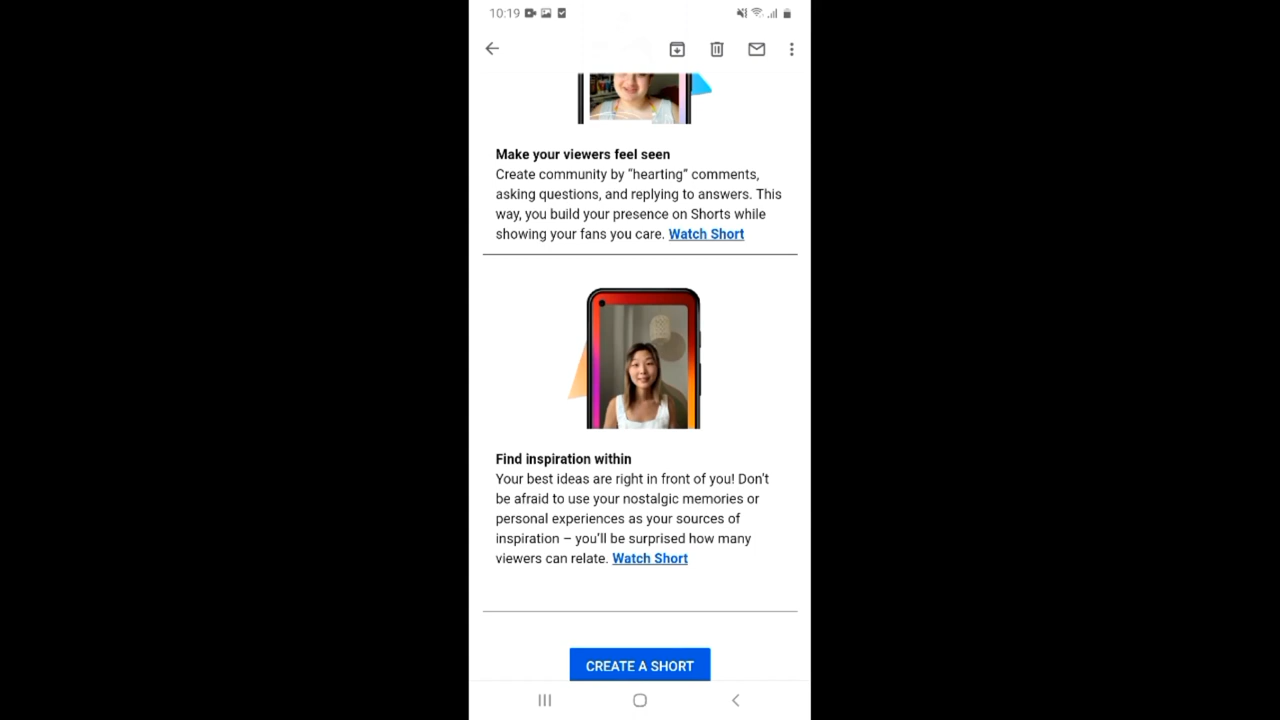 10:19
Make your viewers feel seen
Create community by “hearting” comments,
asking questions, and replying to answers. This
way, you build your presence on Shorts while
showing your fans you care. Watch Short
Find inspiration within
Your best ideas are right in front of you! Don’t
be afraid to use your nostalgic memories or
personal experiences as your sources of
inspiration – you’ll be surprised how many
viewers can relate. Watch Short
CREATE A SHORT